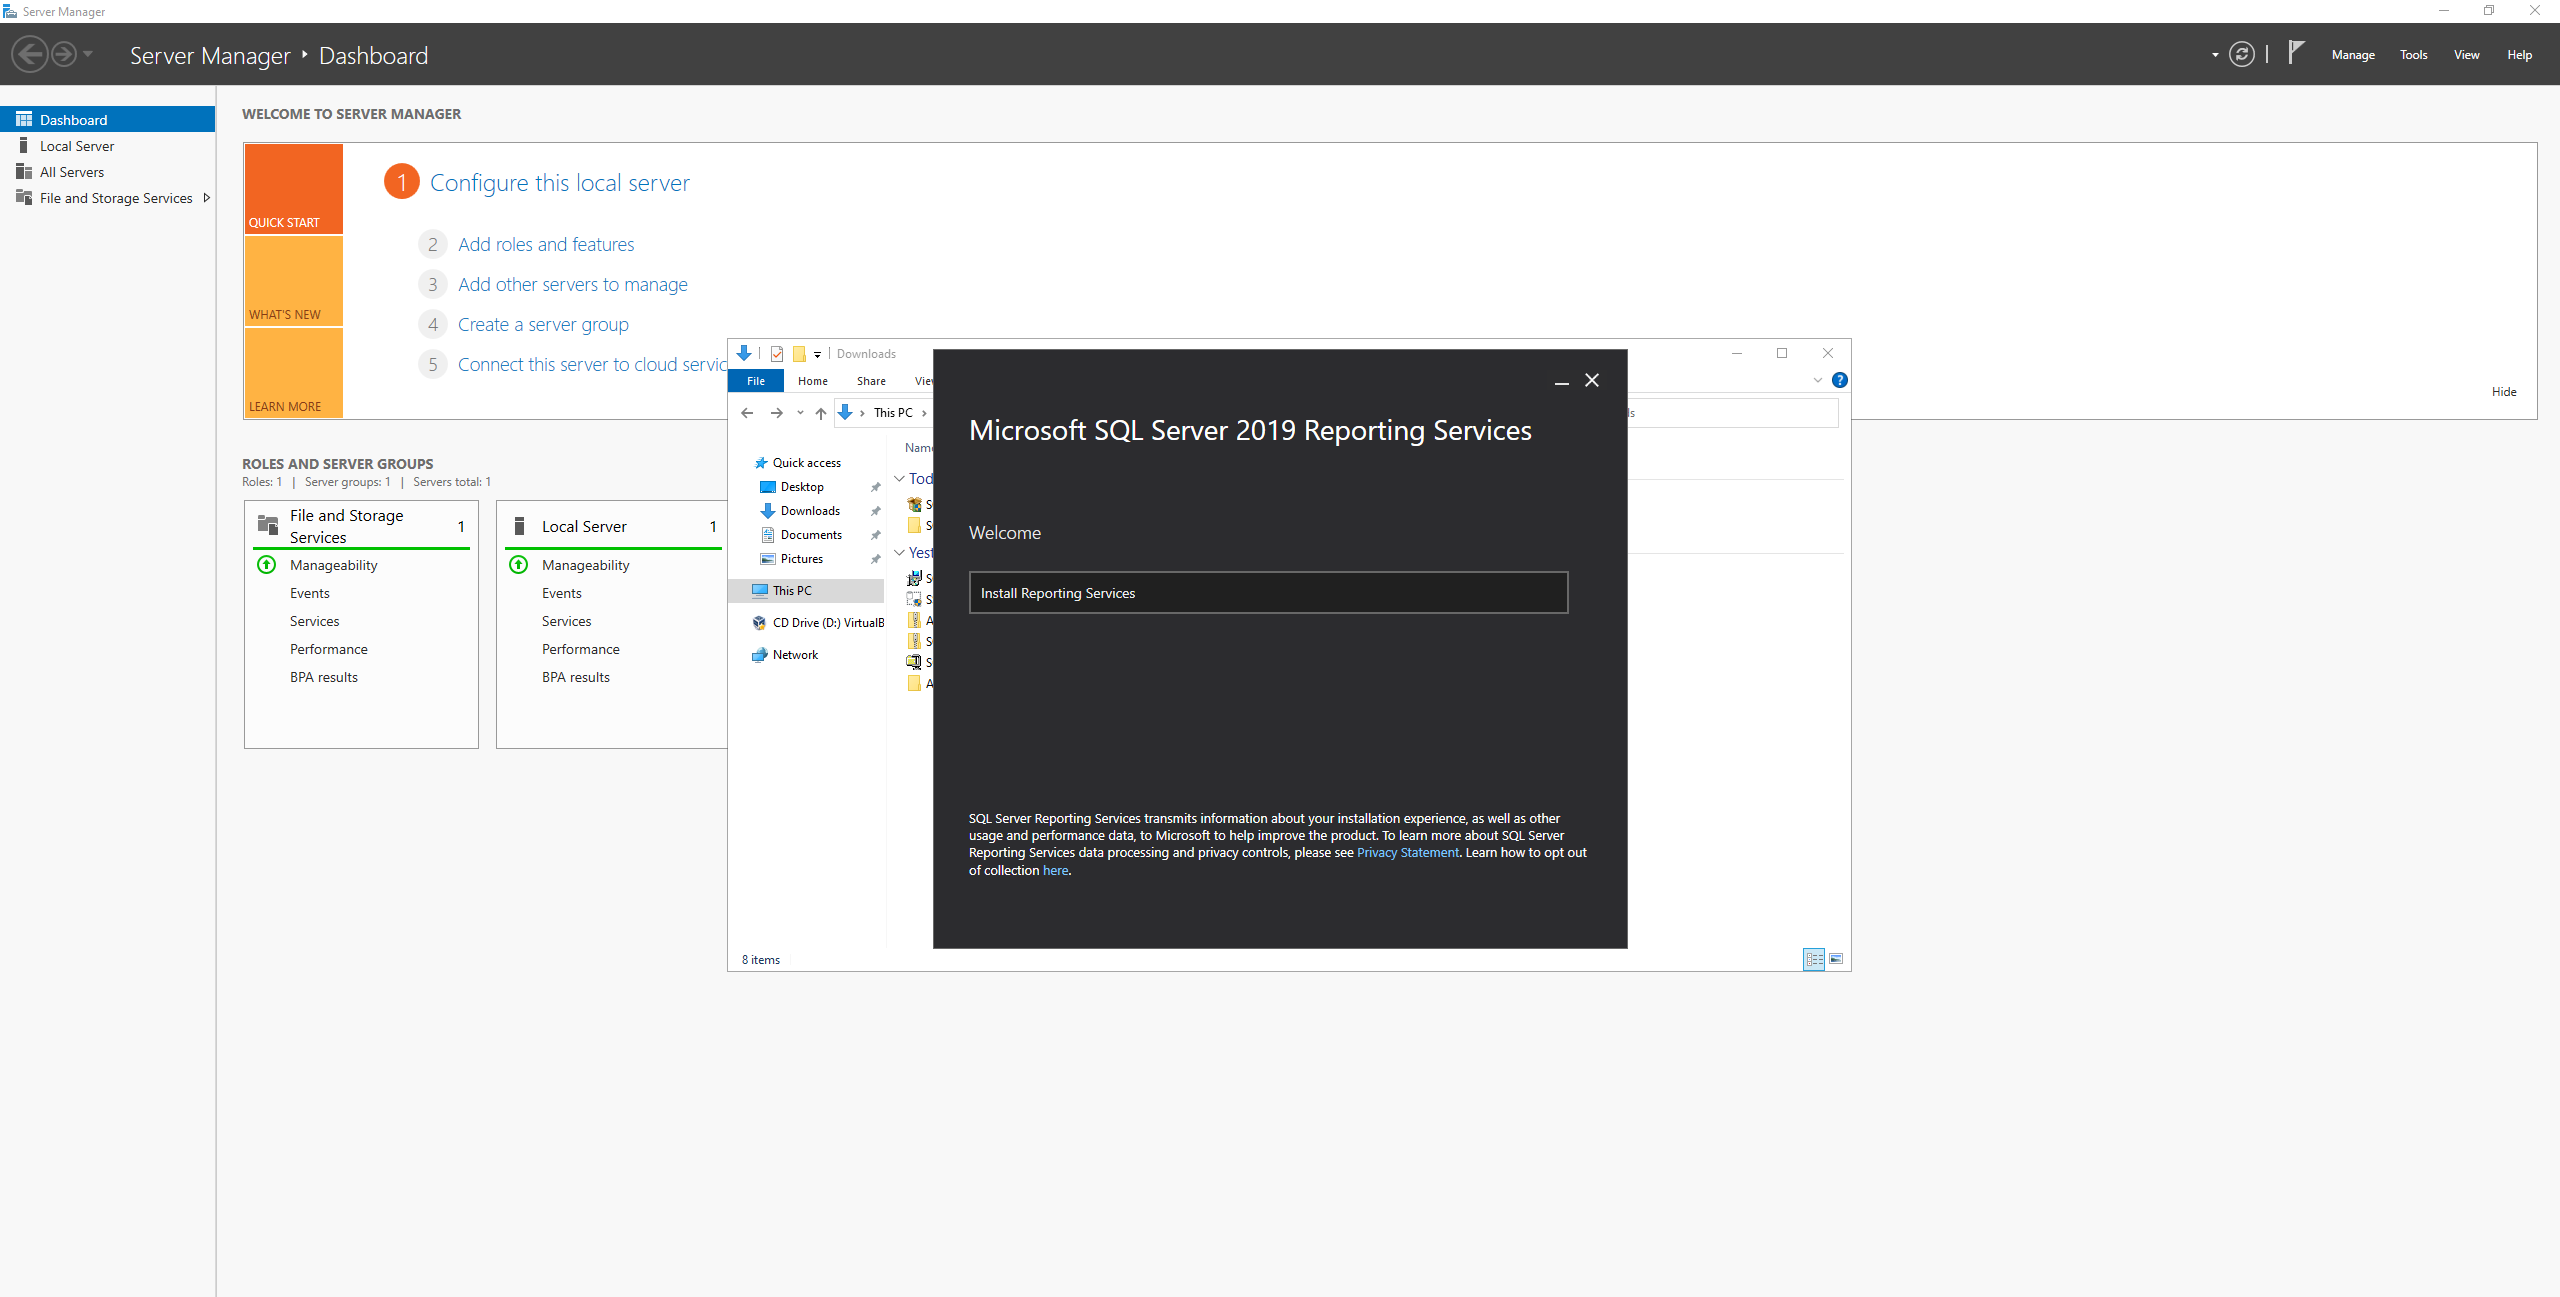 Server Manager
Server Manager Dashboard
Manage Tools View Help
Dashboard
Local Server
All Servers
File and Storage Services
WELCOME TO SERVER MANAGER
QUICK START
WHAT'S NEW
LEARN MORE
1 Configure this local server
2 Add roles and features
3 Add other servers to manage
4 Create a server group
5 Connect this server to cloud servic
Hide
ROLES AND SERVER GROUPS
Roles: 1 | Server groups: 1 | Servers total: 1
File and Storage
Services
1
Manageability
Events
Services
Performance
BPA results
Local Server 1
Manageability
Events
Services
Performance
BPA results
Downloads
File Home Share
This PC
Quick access
Desktop
Downloads
Documents
Pictures
This PC
CD Drive (D:) VirtualB
Network
8 items
Microsoft SQL Server 2019 Reporting Services
Welcome
Install Reporting Services
SQL Server Reporting Services transmits information about your installation experience, as well as other
usage and performance data, to Microsoft to help improve the product. To learn more about SQL Server
Reporting Services data processing and privacy controls, please see Privacy Statement. Learn how to opt out
of collection here.